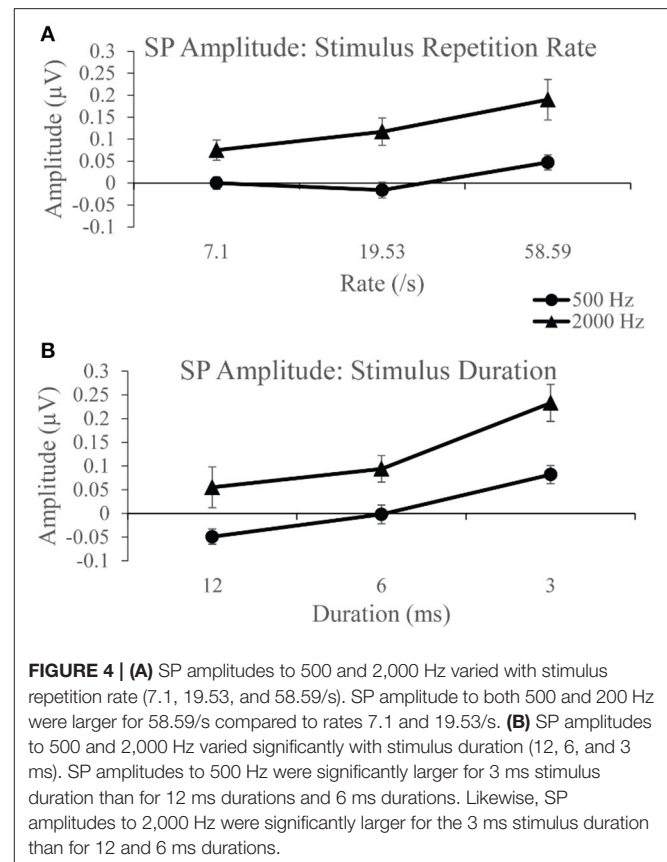 A
SP Amplitude: Stimulus Repetition Rate
Amplitude (µV)
0.3
0.25
0.2
0.15
0.1
0.05
0
-0.05
-0.1
7.1 19.53 58.59
Rate (/s)
500 Hz
2000 Hz
B
SP Amplitude: Stimulus Duration
Amplitude (µV)
0.3
0.25
0.2
0.15
0.1
0.05
0
-0.05
-0.1
12 6 3
Duration (ms)
FIGURE 4 | (A) SP amplitudes to 500 and 2,000 Hz varied with stimulus
repetition rate (7.1, 19.53, and 58.59/s). SP amplitude to both 500 and 200 Hz
were larger for 58.59/s compared to rates 7.1 and 19.53/s. (B) SP amplitudes
to 500 and 2,000 Hz varied significantly with stimulus duration (12, 6, and 3
ms). SP amplitudes to 500 Hz were significantly larger for 3 ms stimulus
duration than for 12 ms durations and 6 ms durations. Likewise, SP
amplitudes to 2,000 Hz were significantly larger for the 3 ms stimulus duration
than for 12 and 6 ms durations.